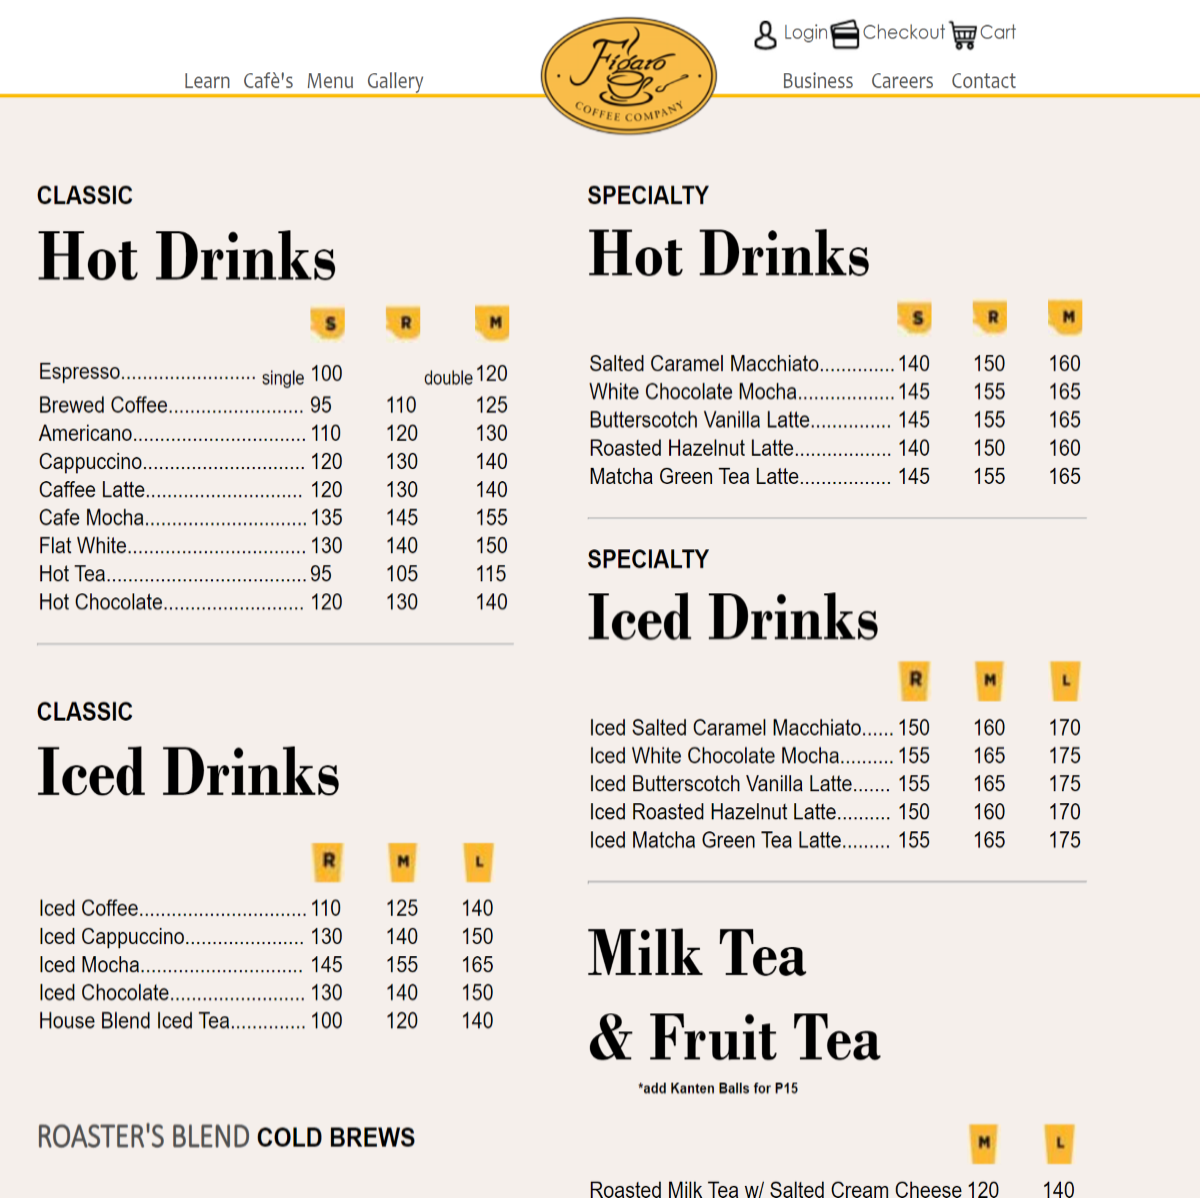 Login Checkout Cart
Learn Cafè's Menu Gallery
Figaro
COFFEE COMPANY
Business Careers Contact
CLASSIC
Hot Drinks
S R M
Espresso......................... single 100 double 120
Brewed Coffee......................... 95 110 125
Americano................................ 110 120 130
Cappuccino.............................. 120 130 140
Caffee Latte............................. 120 130 140
Cafe Mocha.............................. 135 145 155
Flat White................................. 130 140 150
Hot Tea..................................... 95 105 115
Hot Chocolate.......................... 120 130 140
CLASSIC
Iced Drinks
R M L
Iced Coffee............................... 110 125 140
Iced Cappuccino...................... 130 140 150
Iced Mocha.............................. 145 155 165
Iced Chocolate......................... 130 140 150
House Blend Iced Tea.............. 100 120 140
ROASTER'S BLEND COLD BREWS
SPECIALTY
Hot Drinks
S R M
Salted Caramel Macchiato.............. 140 150 160
White Chocolate Mocha.................. 145 155 165
Butterscotch Vanilla Latte............... 145 155 165
Roasted Hazelnut Latte.................. 140 150 160
Matcha Green Tea Latte................. 145 155 165
SPECIALTY
Iced Drinks
R M L
Iced Salted Caramel Macchiato...... 150 160 170
Iced White Chocolate Mocha.......... 155 165 175
Iced Butterscotch Vanilla Latte....... 155 165 175
Iced Roasted Hazelnut Latte.......... 150 160 170
Iced Matcha Green Tea Latte......... 155 165 175
Milk Tea
& Fruit Tea
*add Kanten Balls for P15
M L
Roasted Milk Tea w/ Salted Cream Cheese 120 140